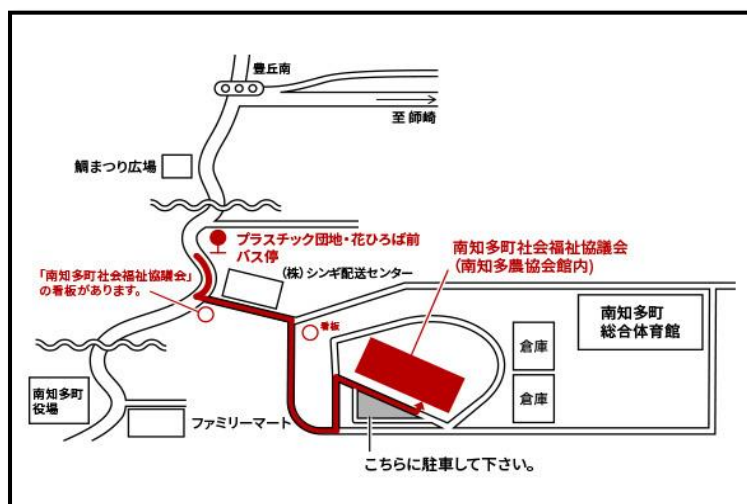 豊丘南
至 師崎
鯛まつり広場
プラスチック団地・花ひろば前
バス停
南知多町社会福祉協議会
(南知多農協会館内)
「南知多町社会福祉協議会」
の看板があります。
(株)シンギ配送センター
看板
南知多町
総合体育館
倉庫
倉庫
南知多町
役場
ファミリーマート
こちらに駐車して下さい。